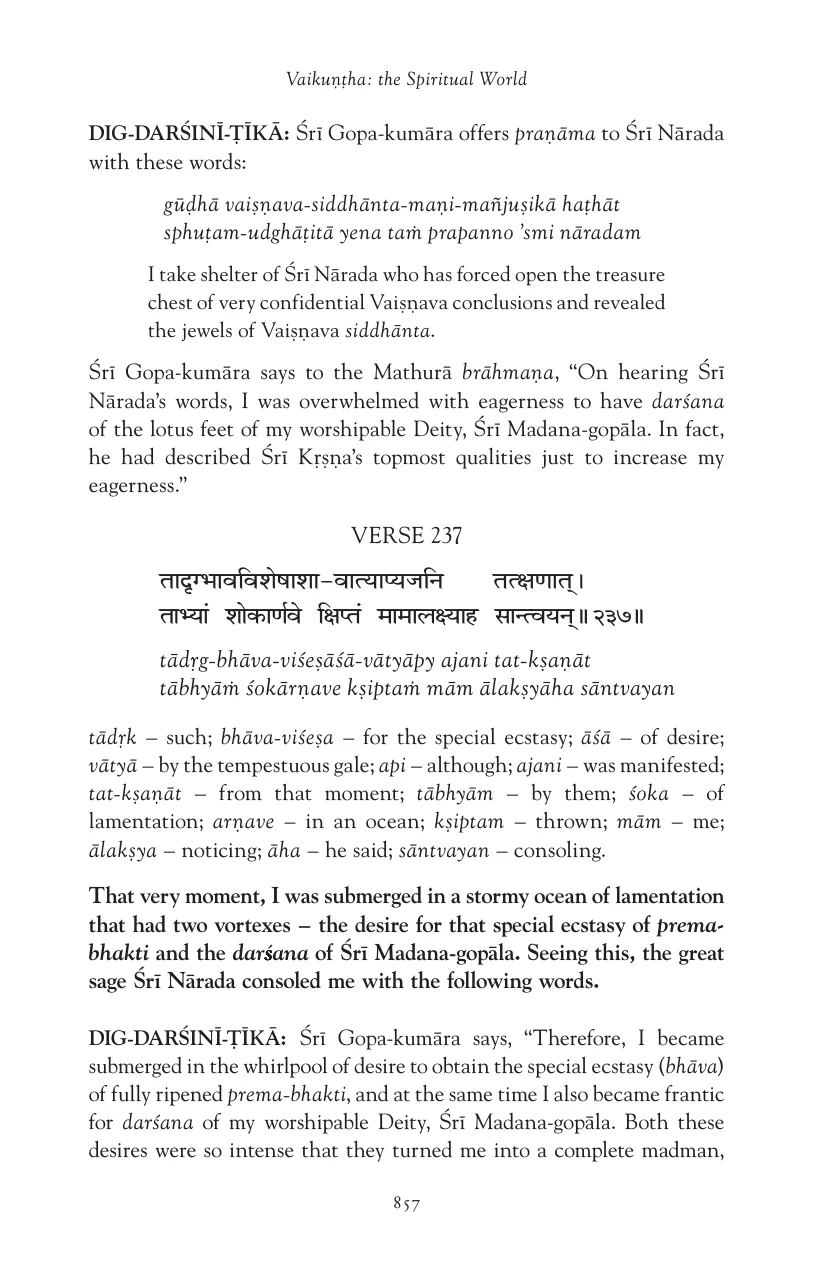 Vaikuṇṭha: the Spiritual World
DIG-DARŚINĪ-ṬĪKĀ: Śrī Gopa-kumāra offers praṇāma to Śrī Nārada
with these words:
gūḍhā vaiṣṇava-siddhānta-maṇi-mañjuṣikā haṭhāt
sphuṭam-udghāṭitā yena taṁ prapanno ’smi nāradam
I take shelter of Śrī Nārada who has forced open the treasure
chest of very confidential Vaiṣṇava conclusions and revealed
the jewels of Vaiṣṇava siddhānta.
Śrī Gopa-kumāra says to the Mathurā brāhmaṇa, “On hearing Śrī
Nārada’s words, I was overwhelmed with eagerness to have darśana
of the lotus feet of my worshipable Deity, Śrī Madana-gopāla. In fact,
he had described Śrī Kṛṣṇa’s topmost qualities just to increase my
eagerness.”
VERSE 237
तादृग्भावविशेषाशा–वात्याप्यजनि तत्क्षणात्।
ताभ्यां शोकार्णवे क्षिप्तं मामालक्ष्याह सान्त्वयन्॥२३७॥
tādṛg-bhāva-viśeṣāśā-vātyāpy ajani tat-kṣaṇāt
tābhyāṁ śokārṇave kṣiptaṁ mām ālakṣyāha sāntvayan
tādṛk – such; bhāva-viśeṣa – for the special ecstasy; āśā – of desire;
vātyā – by the tempestuous gale; api – although; ajani – was manifested;
tat-kṣaṇāt – from that moment; tābhyām – by them; śoka – of
lamentation; arṇave – in an ocean; kṣiptam – thrown; mām – me;
ālakṣya – noticing; āha – he said; sāntvayan – consoling.
That very moment, I was submerged in a stormy ocean of lamentation
that had two vortexes – the desire for that special ecstasy of prema-
bhakti and the darśana of Śrī Madana-gopāla. Seeing this, the great
sage Śrī Nārada consoled me with the following words.
DIG-DARŚINĪ-ṬĪKĀ: Śrī Gopa-kumāra says, “Therefore, I became
submerged in the whirlpool of desire to obtain the special ecstasy (bhāva)
of fully ripened prema-bhakti, and at the same time I also became frantic
for darśana of my worshipable Deity, Śrī Madana-gopāla. Both these
desires were so intense that they turned me into a complete madman,
857